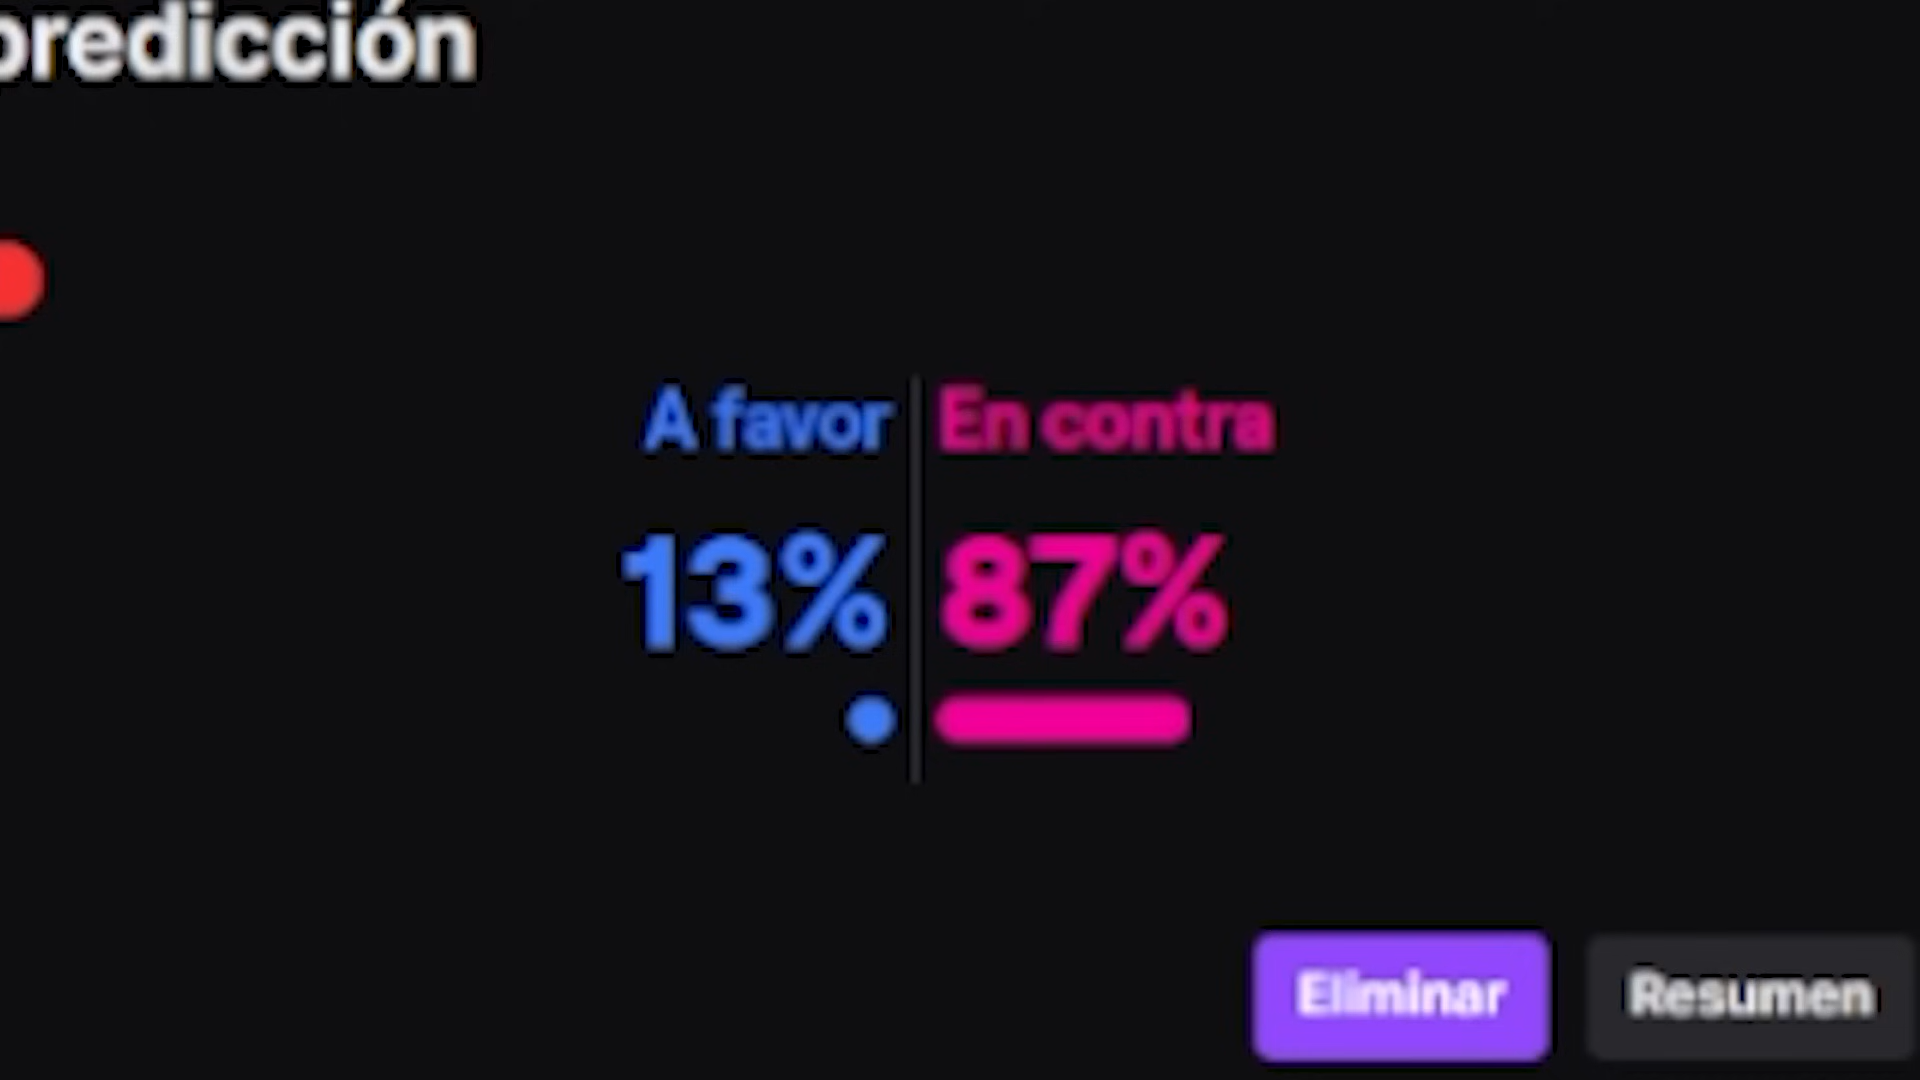 predicción
A favor
En contra
13%
87%
Eliminar
Resumen